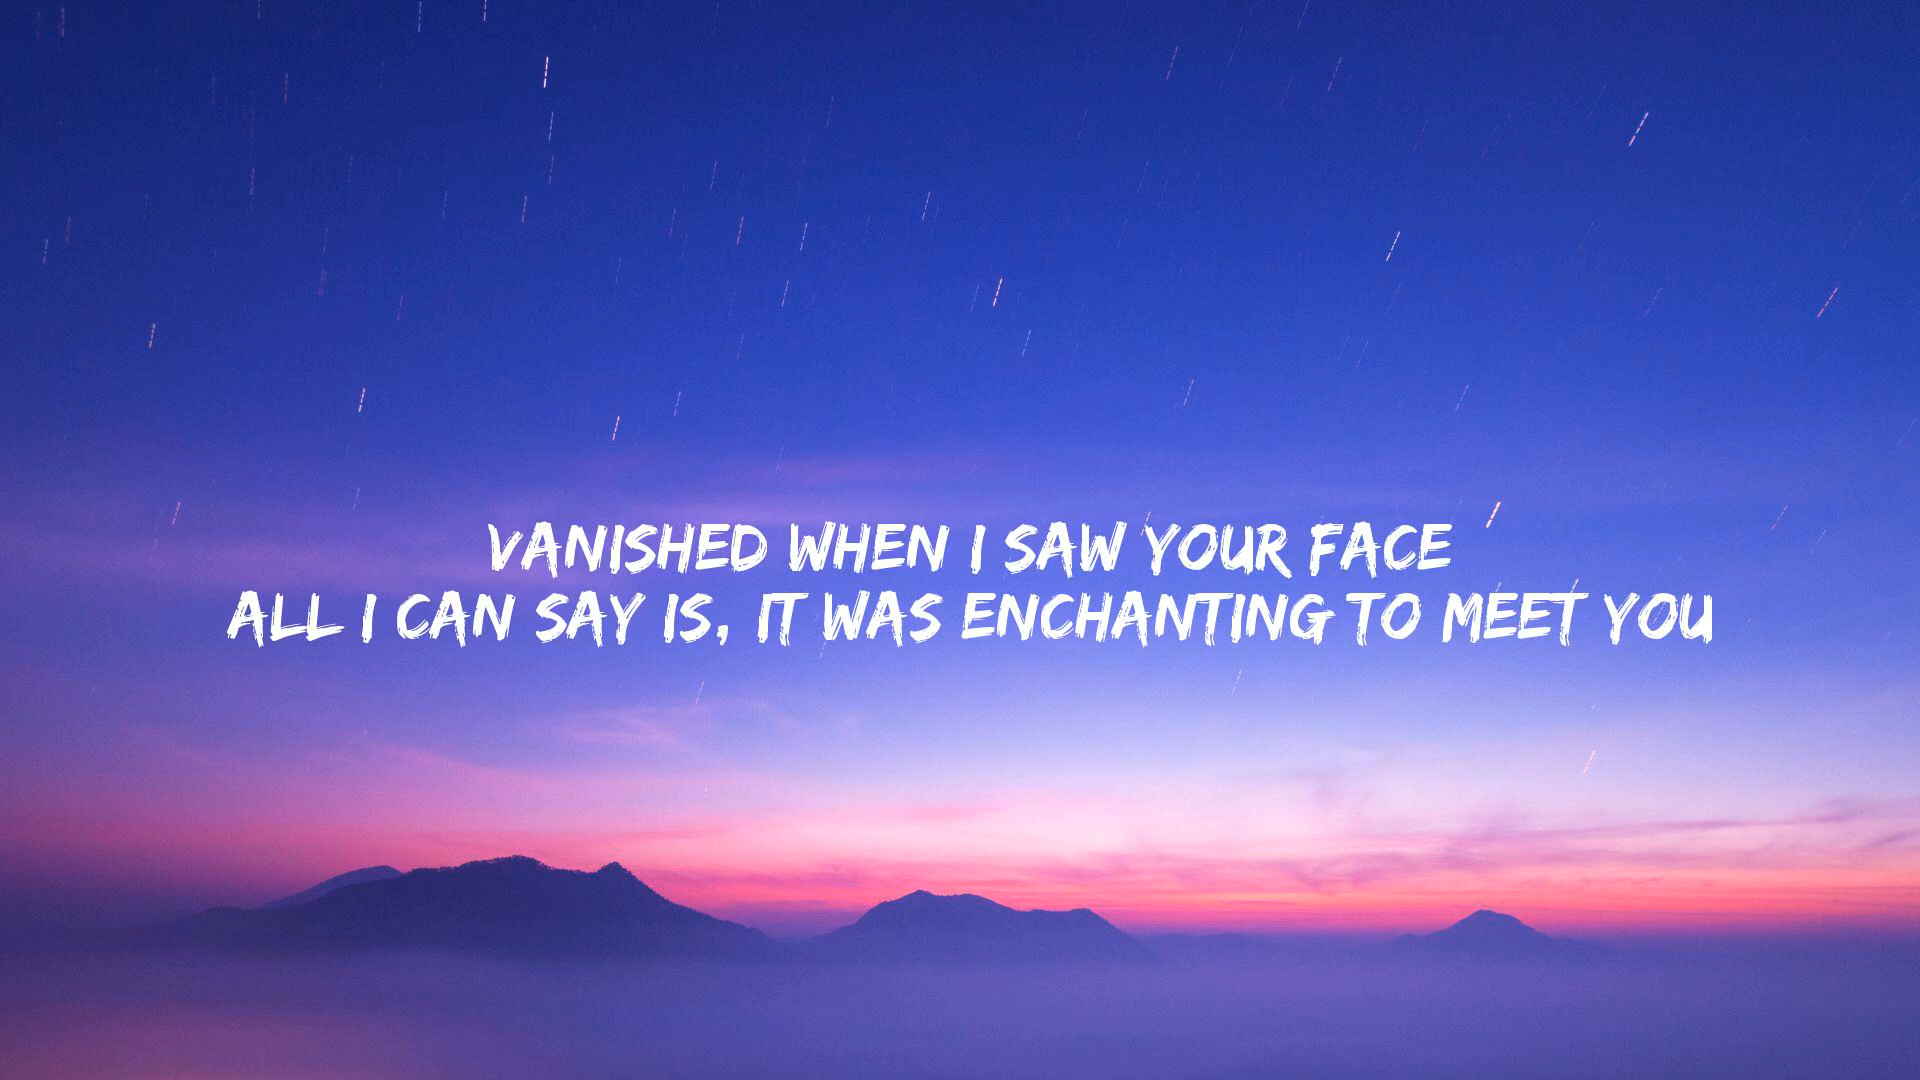 VANISHED WHEN I SAW YOUR FACE
ALL I CAN SAY IS, IT WAS ENCHANTING TO MEET YOU